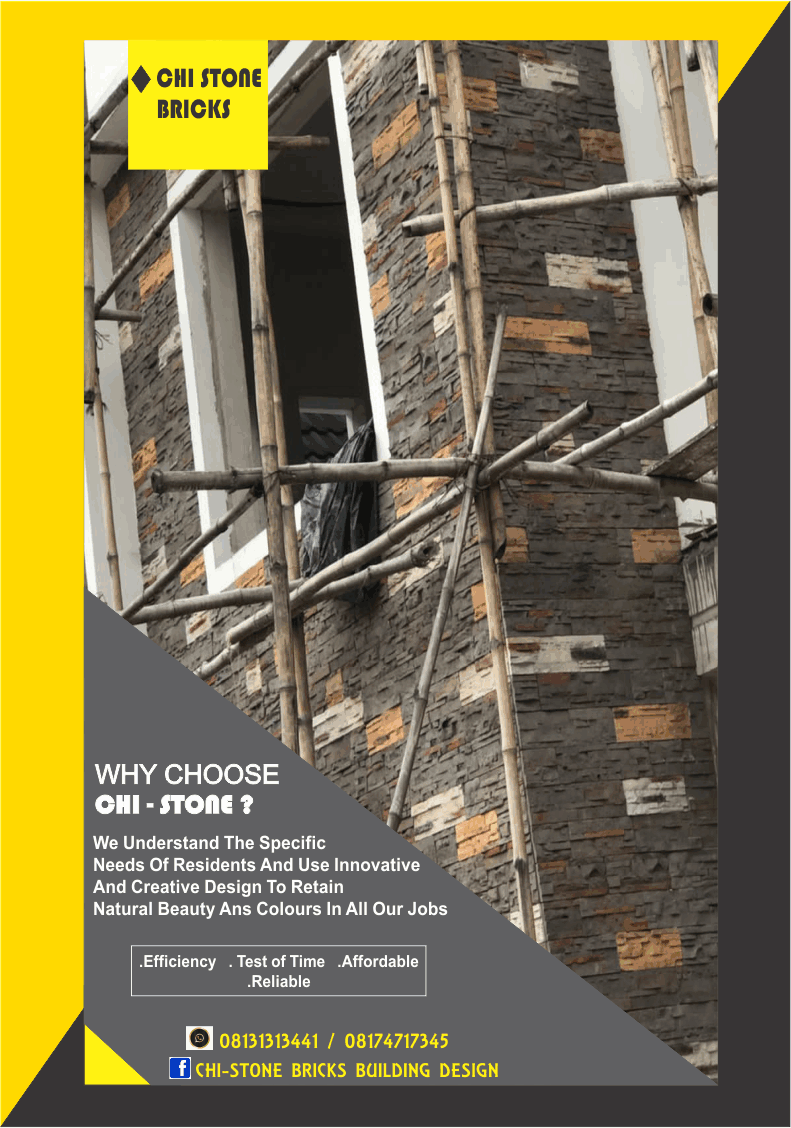 CHI STONE
BRICKS
WHY CHOOSE
CHI - STONE ?
We Understand The Specific
Needs Of Residents And Use Innovative
And Creative Design To Retain
Natural Beauty Ans Colours In All Our Jobs
.Efficiency . Test of Time .Affordable
.Reliable
08131313441 / 08174717345
f CHI-STONE BRICKS BUILDING DESIGN